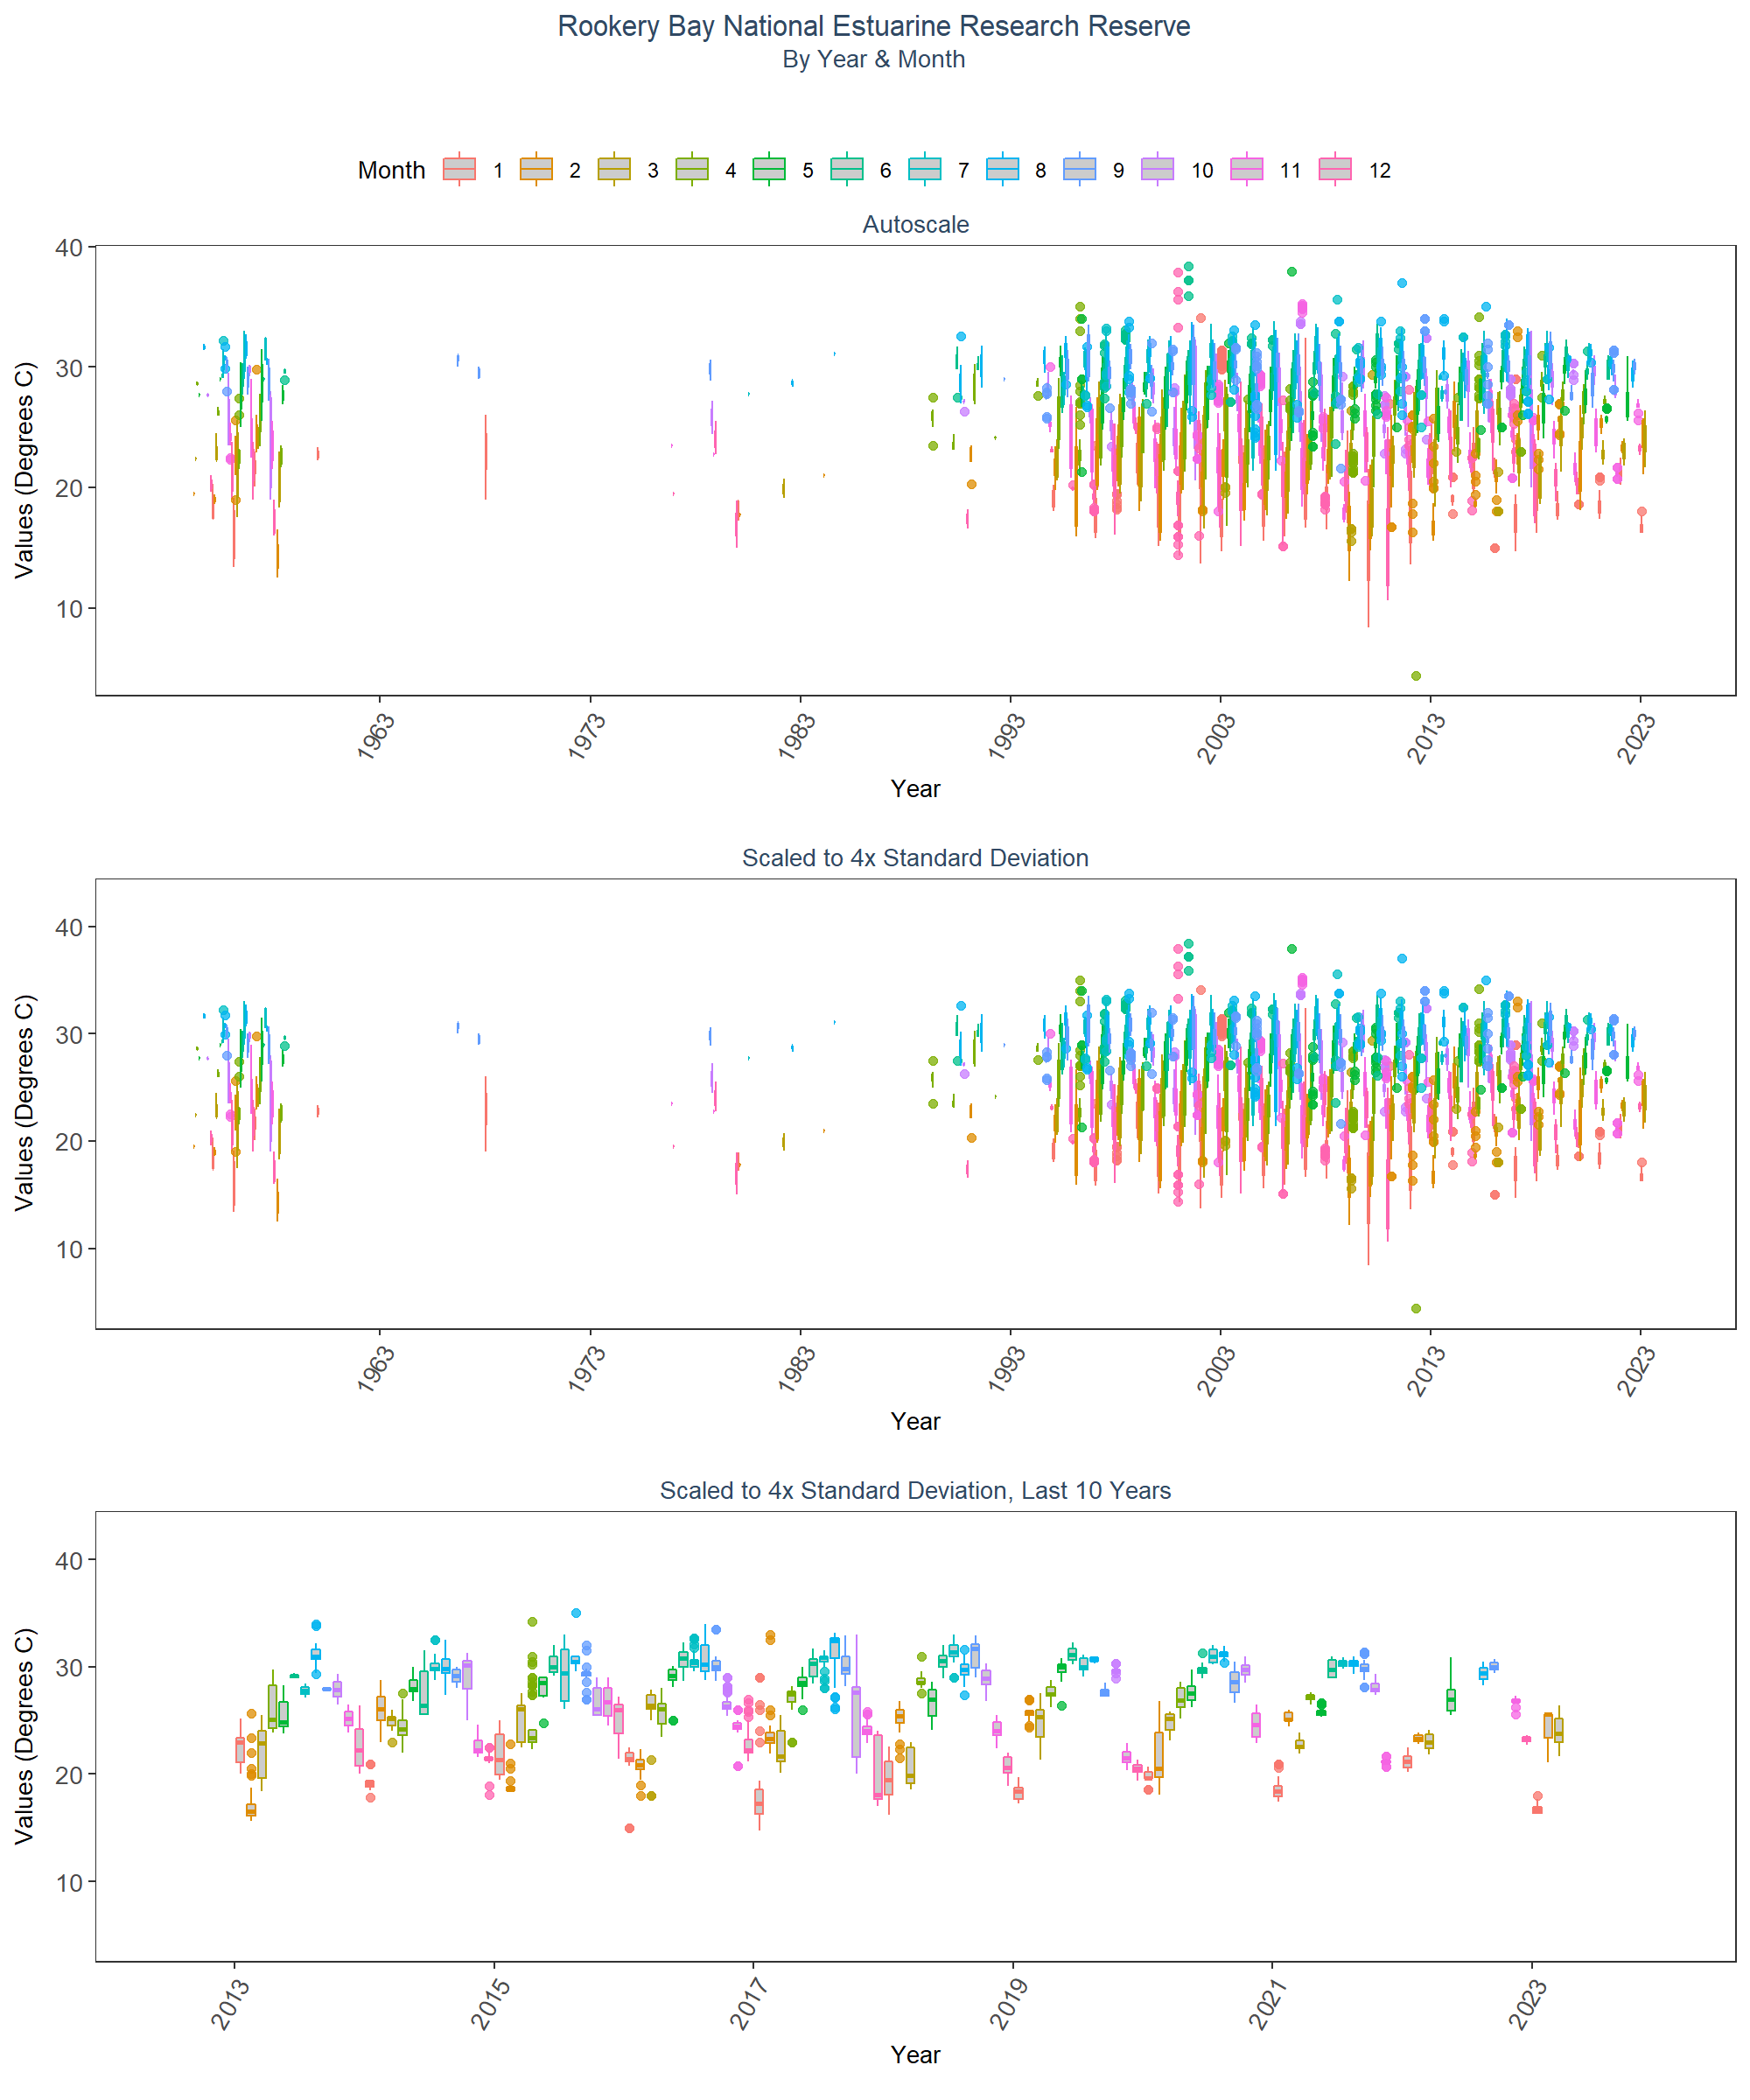 Rookery Bay National Estuarine Research Reserve
By Year & Month
Month 1 2 3 4 5 6 7 8 9 10 11 12
Autoscale
Values (Degrees C)
40
30
20
10
1963 1973 1983 1993 2003 2013 2023
Year
Scaled to 4x Standard Deviation
Values (Degrees C)
40
30
20
10
1963 1973 1983 1993 2003 2013 2023
Year
Scaled to 4x Standard Deviation, Last 10 Years
Values (Degrees C)
40
30
20
10
2013 2015 2017 2019 2021 2023
Year